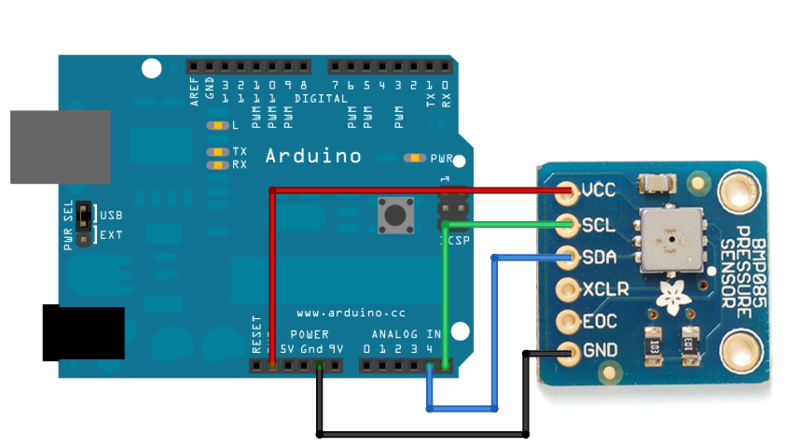 AREF
GND
13
12
PWM 11
PWM 10
PWM 9
8
7
PWM 6
PWM 5
4
PWM 3
2
TX 1
RX 0
DIGITAL
L
TX
RX
Arduino
PWR
1
ICSP
PWR SEL
USB
EXT
www.arduino.cc
RESET
POWER
5V Gnd 9V
ANALOG IN
0 1 2 3 4
VCC
SCL
SDA
XCLR
EOC
GND
BMP085
PRESSURE
SENSOR
103
103